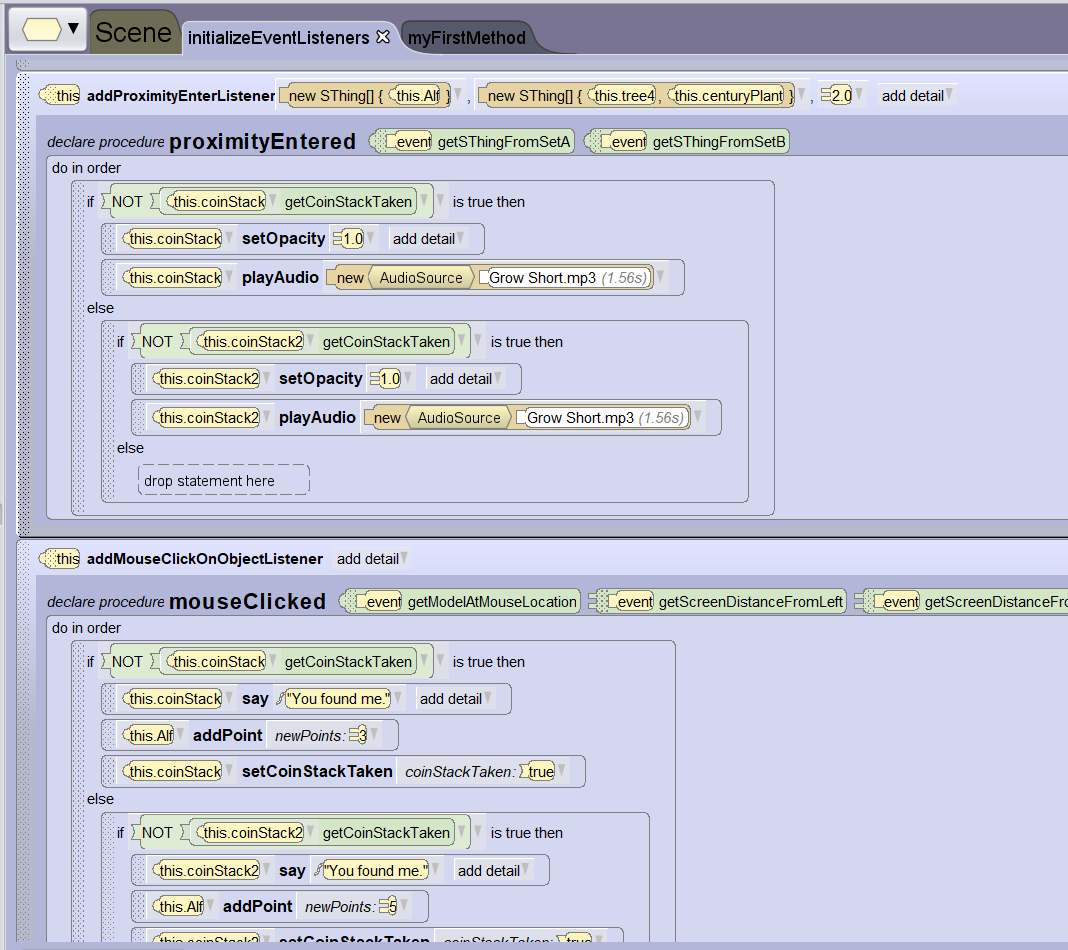 Scene initializeEventListeners myFirstMethod
this addProximityEnterListener new SThing[] { this.Alf } , new SThing[] { this.tree4 , this.centuryPlant } , 2.0 add detail
declare procedure proximityEntered event getSThingFromSetA event getSThingFromSetB
do in order
if NOT this.coinStack getCoinStackTaken is true then
this.coinStack setOpacity 1.0 add detail
this.coinStack playAudio new AudioSource Grow Short.mp3 (1.56s)
else
if NOT this.coinStack2 getCoinStackTaken is true then
this.coinStack2 setOpacity 1.0 add detail
this.coinStack2 playAudio new AudioSource Grow Short.mp3 (1.56s)
else
drop statement here
this addMouseClickOnObjectListener add detail
declare procedure mouseClicked event getModelAtMouseLocation event getScreenDistanceFromLeft event getScreenDistanceFro
do in order
if NOT this.coinStack getCoinStackTaken is true then
this.coinStack say "You found me." add detail
this.Alf addPoint newPoints: 3
this.coinStack setCoinStackTaken coinStackTaken: true
else
if NOT this.coinStack2 getCoinStackTaken is true then
this.coinStack2 say "You found me." add detail
this.Alf addPoint newPoints: 5
this.coinStack2 setCoinStackTaken coinStackTaken: true